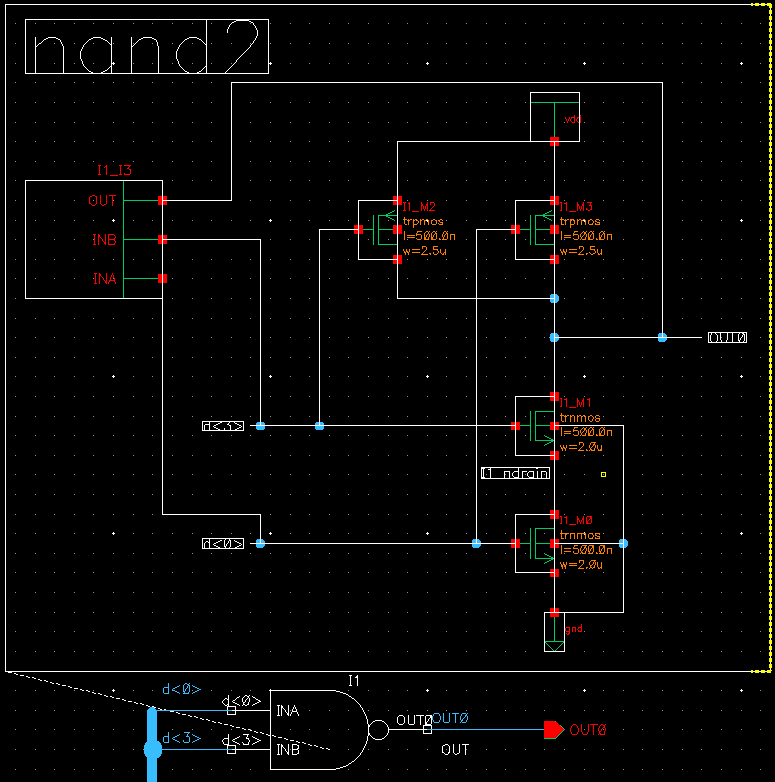 nand2
vdd.
I1_I3
OUT
INB
INA
I1_M2
trpmos
l=500.0n
w=2.5u
I1_M3
trpmos
l=500.0n
w=2.5u
OUT0
I1_M1
trnmos
l=500.0n
w=2.0u
d<3>
I1_ndrain
I1_M0
trnmos
l=500.0n
w=2.0u
d<0>
gnd.
I1
d<0>
d<0>
INA
OUT0
OUT0
OUT0
d<3>
d<3>
INB
OUT